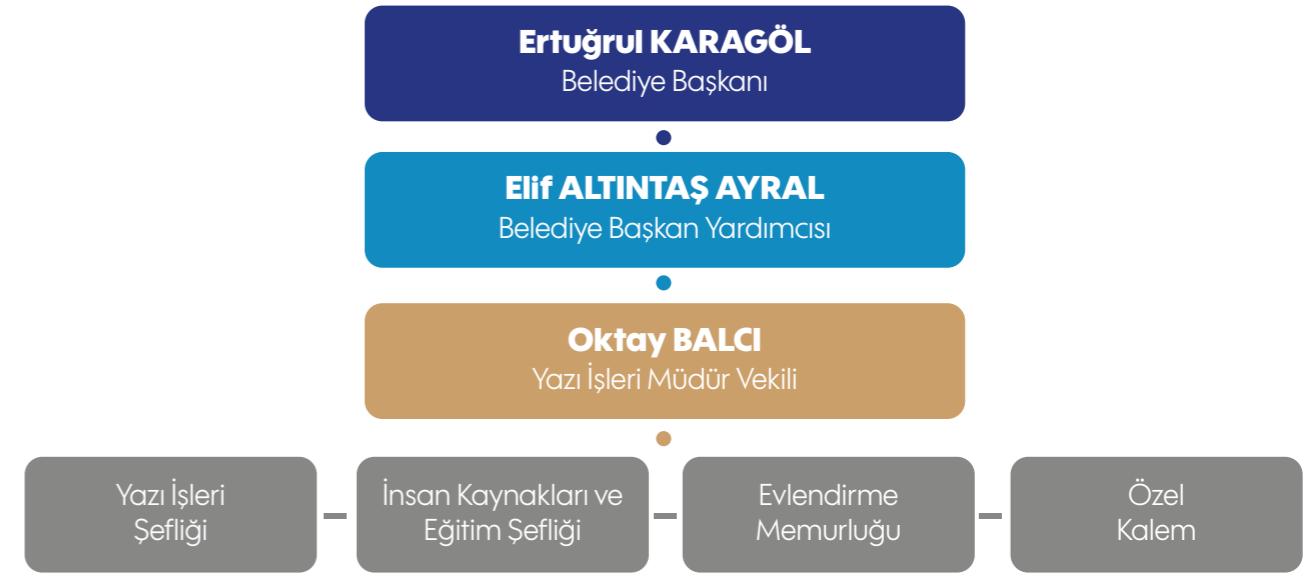 Ertuğrul KARAGÖL
Belediye Başkanı
Elif ALTINTAŞ AYRAL
Belediye Başkan Yardımcısı
Oktay BALCI
Yazı İşleri Müdür Vekili
Yazı İşleri
Şefliği
İnsan Kaynakları ve
Eğitim Şefliği
Evlendirme
Memurluğu
Özel
Kalem